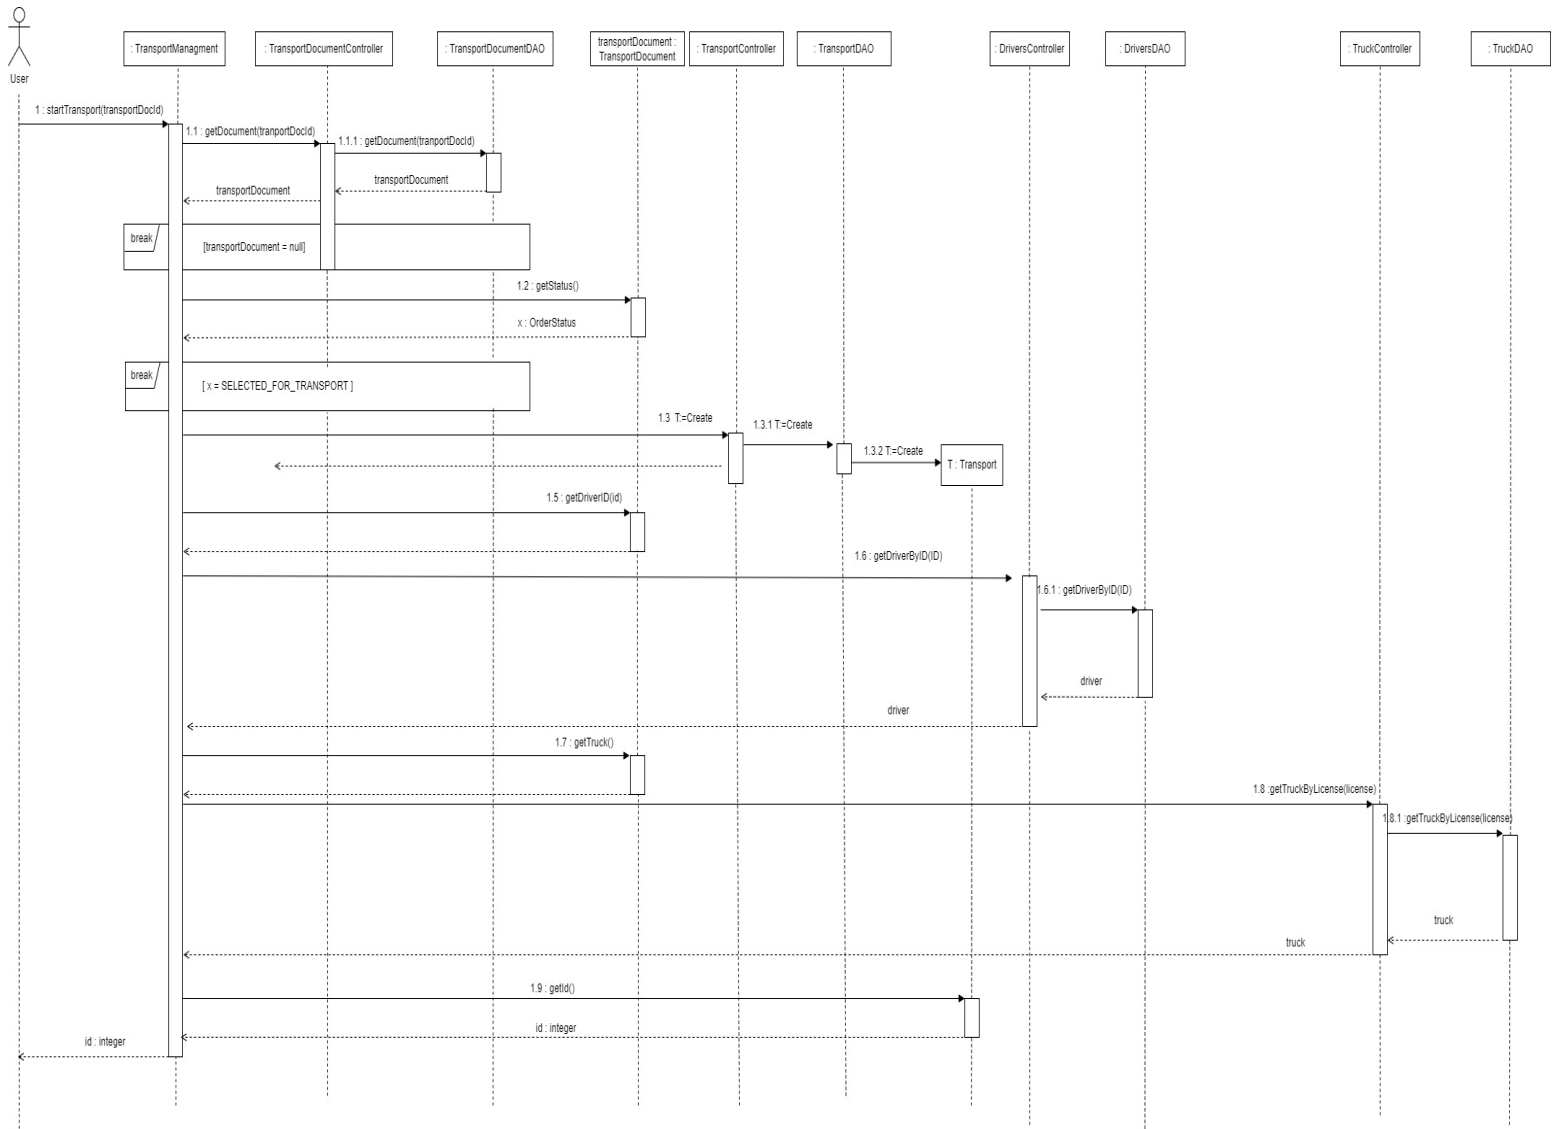 User
: TransportManagment
: TransportDocumentController
: TransportDocumentDAO
transportDocument :
TransportDocument
: TransportController
: TransportDAO
: DriversController
: DriversDAO
: TruckController
: TruckDAO
1 : startTransport(transportDocId)
1.1 : getDocument(tranportDocId)
1.1.1 : getDocument(tranportDocId)
transportDocument
transportDocument
break
[transportDocument = null]
1.2 : getStatus()
x : OrderStatus
break
[ x = SELECTED_FOR_TRANSPORT ]
1.3 T:=Create
1.3.1 T:=Create
1.3.2 T:=Create
T : Transport
1.5 : getDriverID(id)
1.6 : getDriverByID(ID)
1.6.1 : getDriverByID(ID)
driver
driver
1.7 : getTruck()
1.8 :getTruckByLicense(license)
1.8.1 :getTruckByLicense(license)
truck
truck
1.9 : getId()
id : integer
id : integer